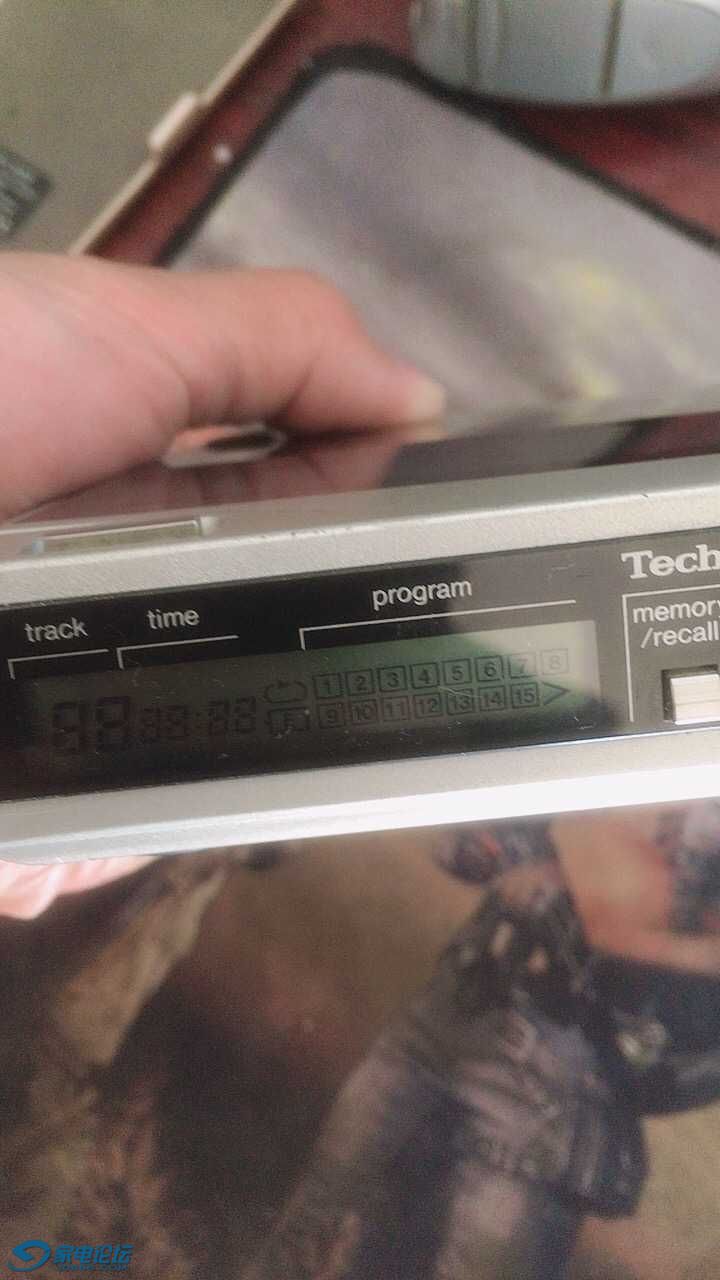 Tech
track
time
program
memor
/recall
1 2 3 4 5 6 7 8
9 10 11 12 13 14 15 >
家电论坛